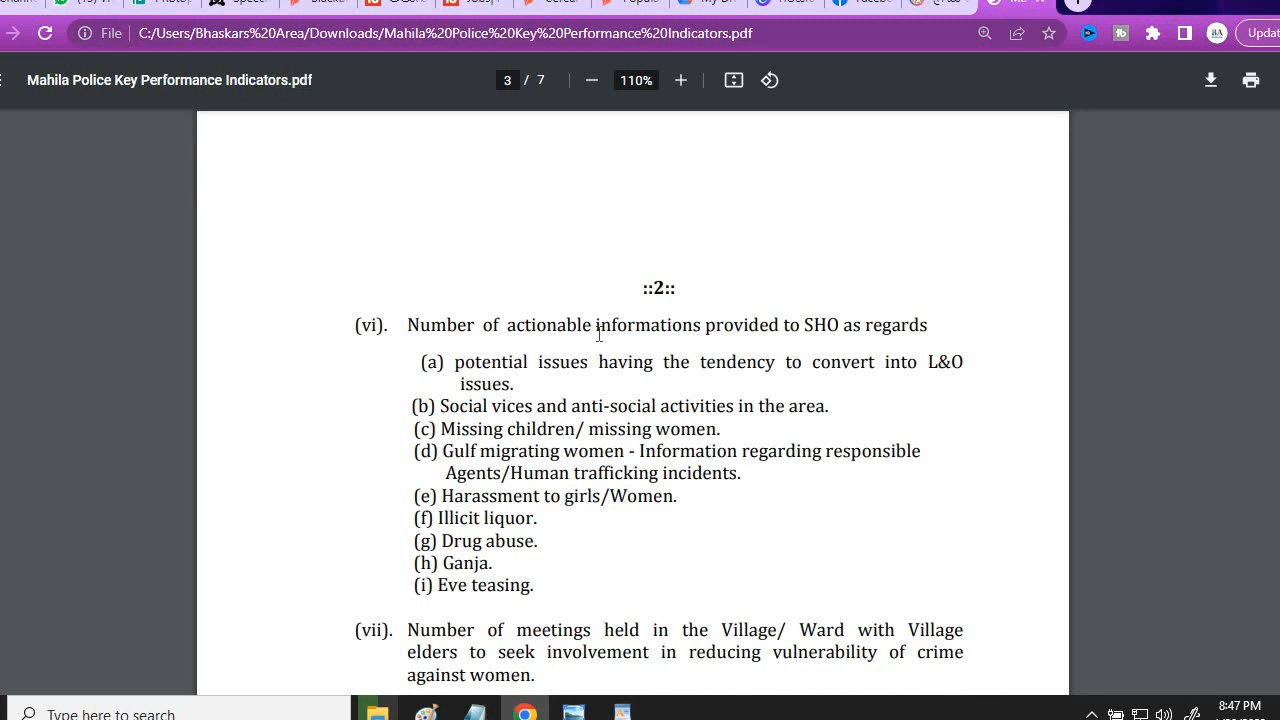 File C:/Users/Bhaskars%20Area/Downloads/Mahila%20Police%20Key%20Performance%20Indicators.pdf BA Updat
Mahila Police Key Performance Indicators.pdf 3 / 7 110%
::2::
(vi). Number of actionable informations provided to SHO as regards
(a) potential issues having the tendency to convert into L&O
issues.
(b) Social vices and anti-social activities in the area.
(c) Missing children/ missing women.
(d) Gulf migrating women - Information regarding responsible
Agents/Human trafficking incidents.
(e) Harassment to girls/Women.
(f) Illicit liquor.
(g) Drug abuse.
(h) Ganja.
(i) Eve teasing.
(vii). Number of meetings held in the Village/ Ward with Village
elders to seek involvement in reducing vulnerability of crime
against women.
Type here to search 8:47 PM